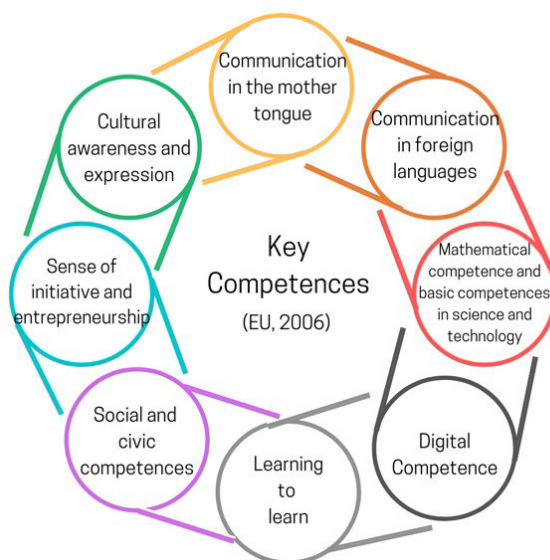 Communication
in the mother
tongue
Communication
in foreign
languages
Mathematical
competence and
basic competences
in science and
technology
Digital
Competence
Learning
to
learn
Social and
civic
competences
Sense of
initiative and
entrepreneurship
Cultural
awareness and
expression
Key
Competences
(EU, 2006)